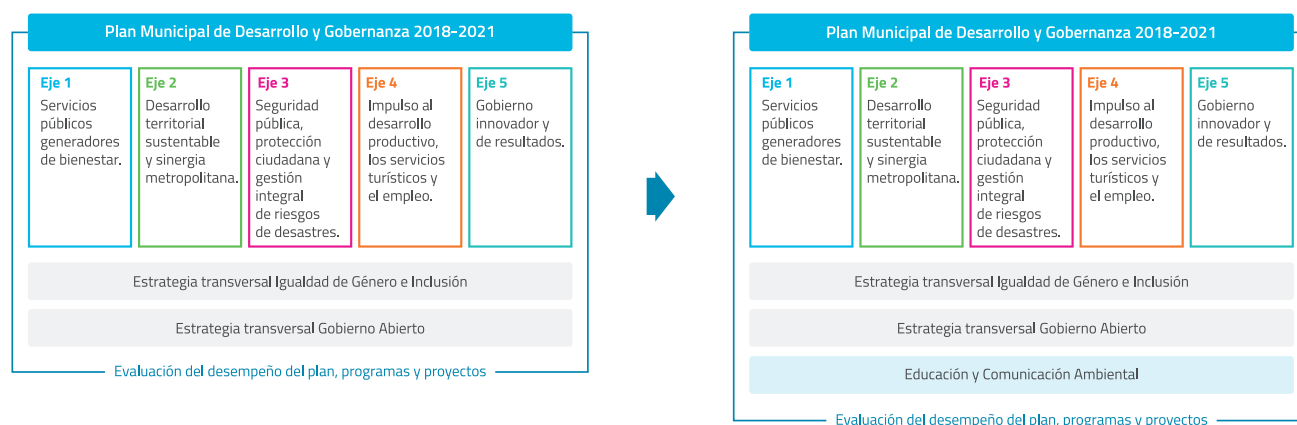 Plan Municipal de Desarrollo y Gobernanza 2018-2021
Eje 1
Servicios
públicos
generadores
de bienestar.
Eje 2
Desarrollo
territorial
sustentable
y sinergia
metropolitana.
Eje 3
Seguridad
pública,
protección
ciudadana y
gestión
integral
de riesgos
de desastres.
Eje 4
Impulso al
desarrollo
productivo,
los servicios
turísticos y
el empleo.
Eje 5
Gobierno
innovador y
de resultados.
Estrategia transversal Igualdad de Género e Inclusión
Estrategia transversal Gobierno Abierto
Evaluación del desempeño del plan, programas y proyectos
Plan Municipal de Desarrollo y Gobernanza 2018-2021
Eje 1
Servicios
públicos
generadores
de bienestar.
Eje 2
Desarrollo
territorial
sustentable
y sinergia
metropolitana.
Eje 3
Seguridad
pública,
protección
ciudadana y
gestión
integral
de riesgos
de desastres.
Eje 4
Impulso al
desarrollo
productivo,
los servicios
turísticos y
el empleo.
Eje 5
Gobierno
innovador y
de resultados.
Estrategia transversal Igualdad de Género e Inclusión
Estrategia transversal Gobierno Abierto
Educación y Comunicación Ambiental
Evaluación del desempeño del plan, programas y proyectos